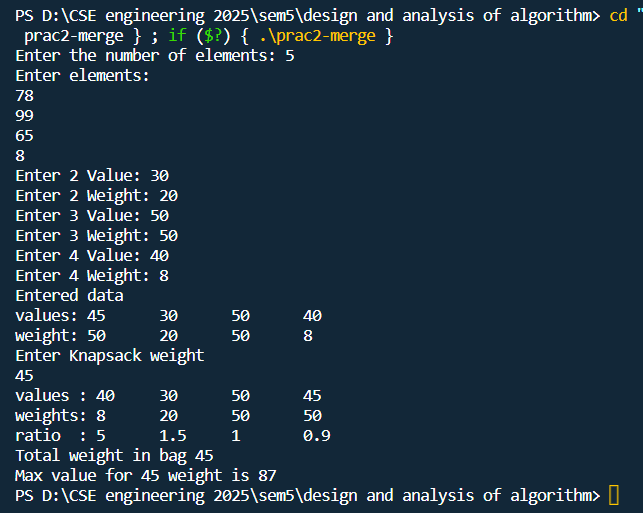 PS D:\CSE engineering 2025\sem5\design and analysis of algorithm> cd "
prac2-merge } ; if ($?) { .\prac2-merge }
Enter the number of elements: 5
Enter elements:
78
99
65
8
Enter 2 Value: 30
Enter 2 Weight: 20
Enter 3 Value: 50
Enter 3 Weight: 50
Enter 4 Value: 40
Enter 4 Weight: 8
Entered data
values: 45 30 50 40
weight: 50 20 50 8
Enter Knapsack weight
45
values : 40 30 50 45
weights: 8 20 50 50
ratio : 5 1.5 1 0.9
Total weight in bag 45
Max value for 45 weight is 87
PS D:\CSE engineering 2025\sem5\design and analysis of algorithm>